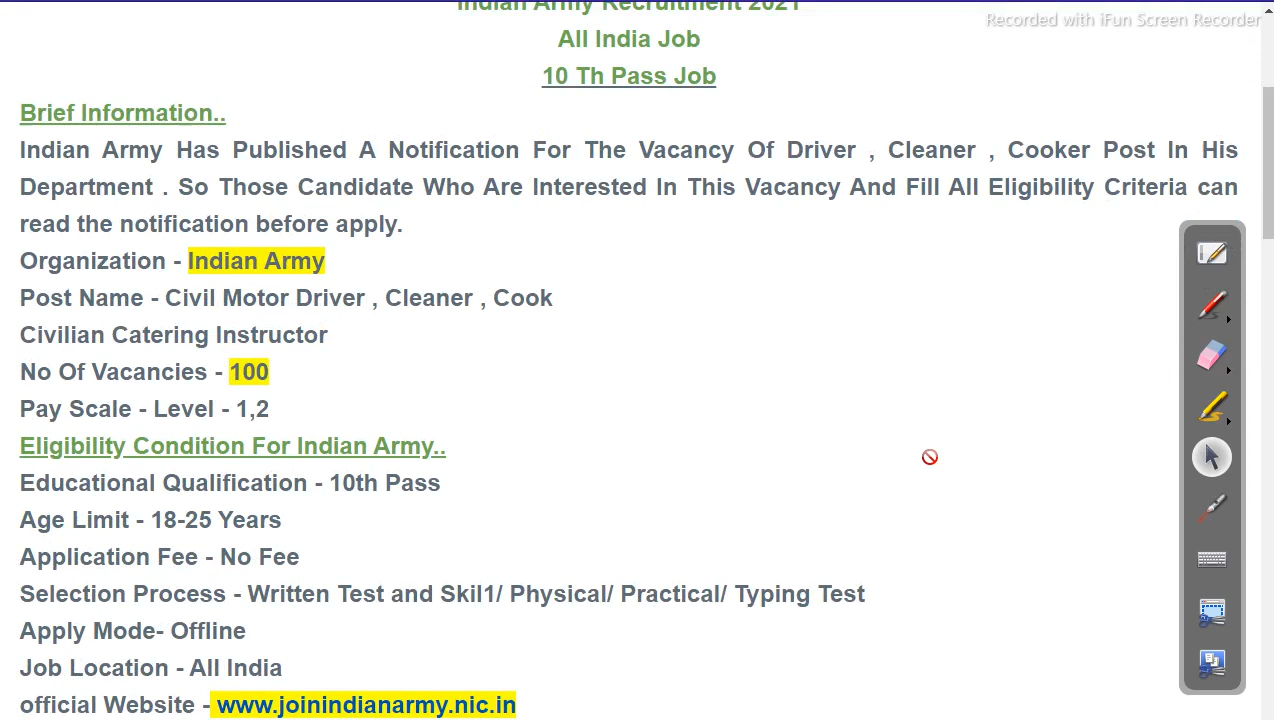 Indian Army Recruitment 2021
Recorded with iFun Screen Recorder
All India Job
10 Th Pass Job
Brief Information..
Indian Army Has Published A Notification For The Vacancy Of Driver , Cleaner , Cooker Post In His
Department . So Those Candidate Who Are Interested In This Vacancy And Fill All Eligibility Criteria can
read the notification before apply.
Organization - Indian Army
Post Name - Civil Motor Driver , Cleaner , Cook
Civilian Catering Instructor
No Of Vacancies - 100
Pay Scale - Level - 1,2
Eligibility Condition For Indian Army..
Educational Qualification - 10th Pass
Age Limit - 18-25 Years
Application Fee - No Fee
Selection Process - Written Test and Skil1/ Physical/ Practical/ Typing Test
Apply Mode- Offline
Job Location - All India
official Website - www.joinindianarmy.nic.in